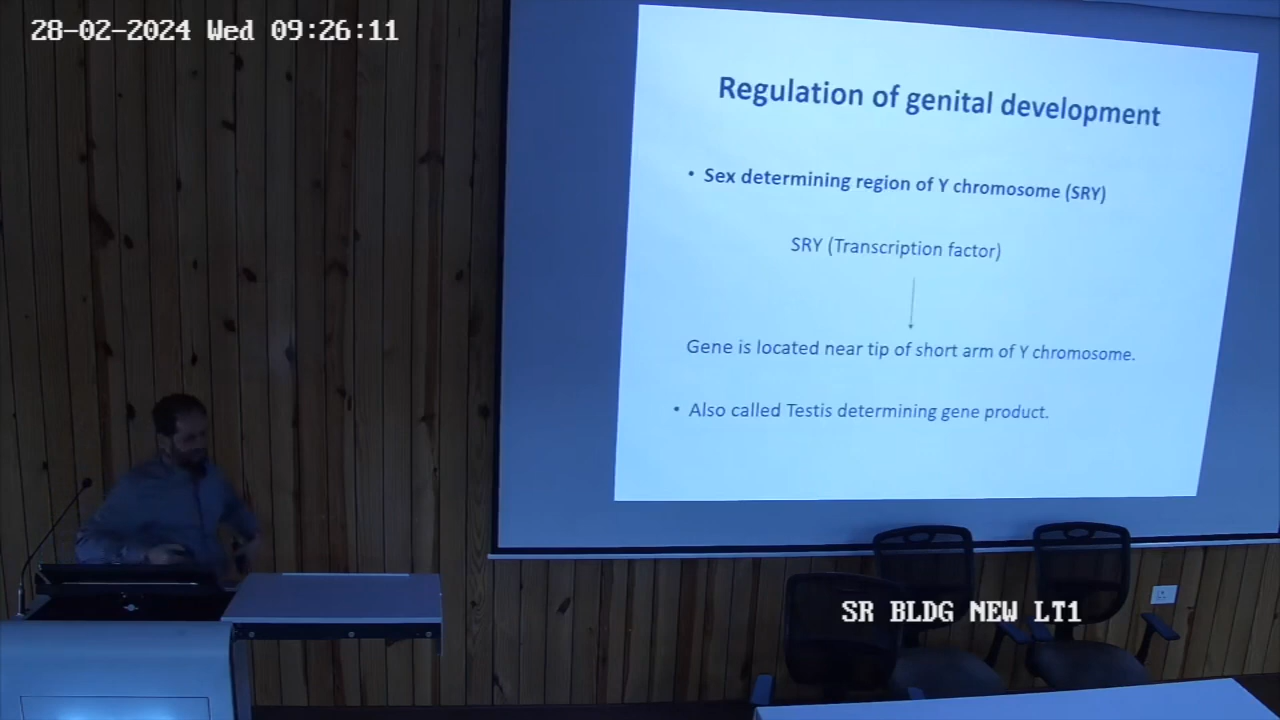 28-02-2024 Wed 09:26:11
Regulation of genital development
• Sex determining region of Y chromosome (SRY)
SRY (Transcription factor)
Gene is located near tip of short arm of Y chromosome.
• Also called Testis determining gene product.
SR BLDG NEW LT1